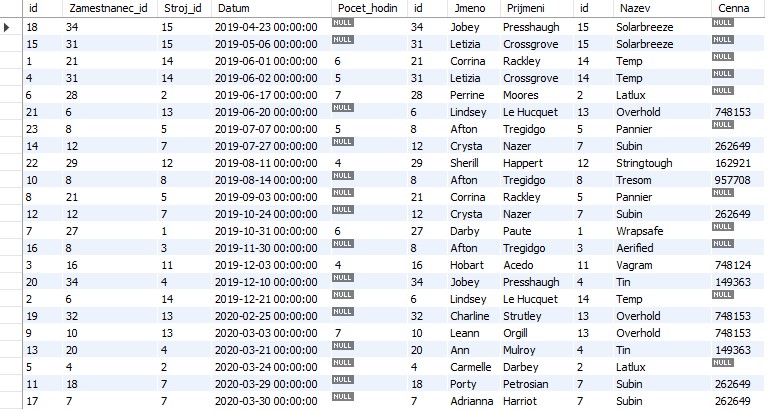 id Zamestnanec_id Stroj_id Datum Pocet_hodin id Jmeno Prijmeni id Nazev Cenna
18 34 15 2019-04-23 00:00:00 NULL 34 Jobey Presshaugh 15 Solarbreeze NULL
15 31 15 2019-05-06 00:00:00 NULL 31 Letizia Crossgrove 15 Solarbreeze NULL
1 21 14 2019-06-01 00:00:00 6 21 Corrina Rackley 14 Temp NULL
4 31 14 2019-06-02 00:00:00 5 31 Letizia Crossgrove 14 Temp NULL
6 28 2 2019-06-17 00:00:00 7 28 Perrine Moores 2 Latlux NULL
21 6 13 2019-06-20 00:00:00 NULL 6 Lindsey Le Hucquet 13 Overhold 748153
23 8 5 2019-07-07 00:00:00 5 8 Afton Tregidgo 5 Pannier NULL
14 12 7 2019-07-27 00:00:00 NULL 12 Crysta Nazer 7 Subin 262649
22 29 12 2019-08-11 00:00:00 4 29 Sherill Happert 12 Stringtough 162921
10 8 8 2019-08-14 00:00:00 NULL 8 Afton Tregidgo 8 Tresom 957708
8 21 5 2019-09-03 00:00:00 NULL 21 Corrina Rackley 5 Pannier NULL
12 12 7 2019-10-24 00:00:00 NULL 12 Crysta Nazer 7 Subin 262649
7 27 1 2019-10-31 00:00:00 6 27 Darby Paute 1 Wrapsafe NULL
16 8 3 2019-11-30 00:00:00 NULL 8 Afton Tregidgo 3 Aerified NULL
3 16 11 2019-12-03 00:00:00 4 16 Hobart Acedo 11 Vagram 748124
20 34 4 2019-12-10 00:00:00 NULL 34 Jobey Presshaugh 4 Tin 149363
2 6 14 2019-12-21 00:00:00 NULL 6 Lindsey Le Hucquet 14 Temp NULL
19 32 13 2020-02-25 00:00:00 NULL 32 Charline Strutley 13 Overhold 748153
9 10 13 2020-03-03 00:00:00 7 10 Leann Orgill 13 Overhold 748153
13 20 4 2020-03-21 00:00:00 NULL 20 Ann Mulroy 4 Tin 149363
5 4 2 2020-03-24 00:00:00 NULL 4 Carmelle Darbey 2 Latlux NULL
11 18 7 2020-03-29 00:00:00 NULL 18 Porty Petrosian 7 Subin 262649
17 7 7 2020-03-30 00:00:00 NULL 7 Adrianna Harriot 7 Subin 262649